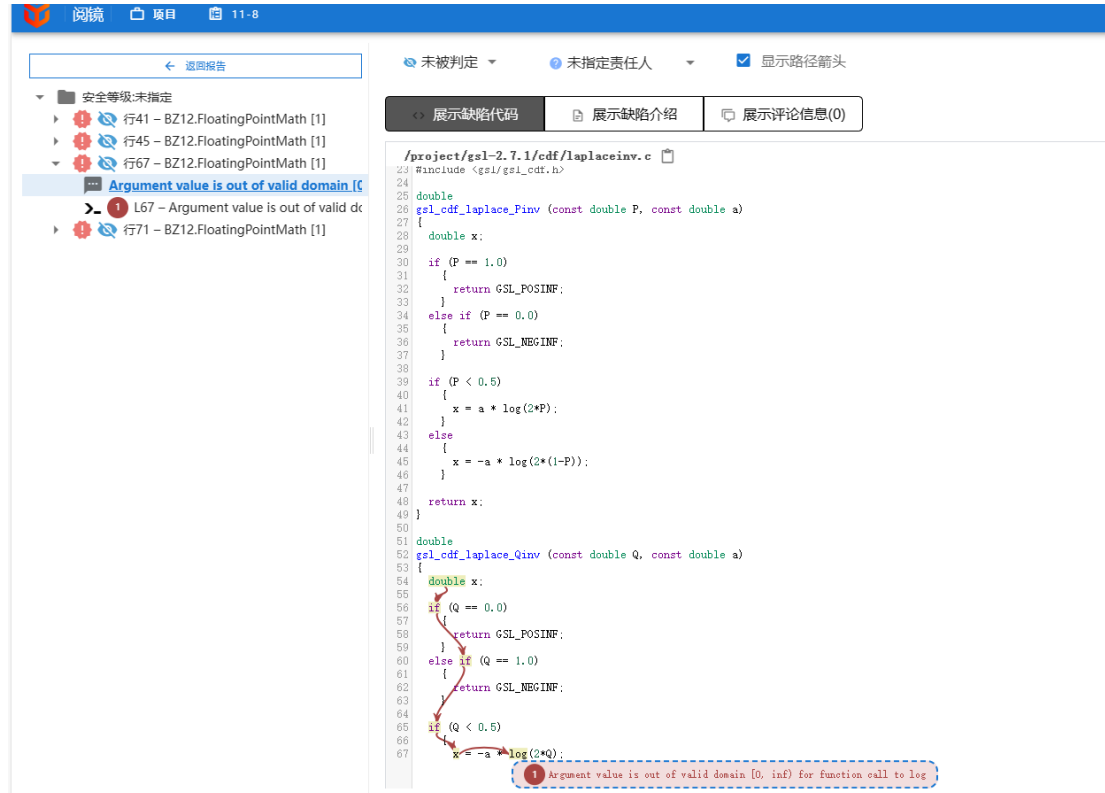 阅镜 项目 11-8
← 返回报告
安全等级:未指定
行41 – BZ12.FloatingPointMath [1]
行45 – BZ12.FloatingPointMath [1]
行67 – BZ12.FloatingPointMath [1]
Argument value is out of valid domain [0
1 L67 – Argument value is out of valid do
行71 – BZ12.FloatingPointMath [1]
未被判定 未指定责任人 显示路径箭头
<> 展示缺陷代码 展示缺陷介绍 展示评论信息(0)
/project/gsl-2.7.1/cdf/laplaceinv.c
23 #include <gsl/gsl_cdf.h>
24
25 double
26 gsl_cdf_laplace_Pinv (const double P, const double a)
27 {
28 double x;
29
30 if (P == 1.0)
31 {
32 return GSL_POSINF;
33 }
34 else if (P == 0.0)
35 {
36 return GSL_NEGINF;
37 }
38
39 if (P < 0.5)
40 {
41 x = a * log(2*P);
42 }
43 else
44 {
45 x = -a * log(2*(1-P));
46 }
47
48 return x;
49 }
50
51 double
52 gsl_cdf_laplace_Qinv (const double Q, const double a)
53 {
54 double x;
55
56 if (Q == 0.0)
57 {
58 return GSL_POSINF;
59 }
60 else if (Q == 1.0)
61 {
62 return GSL_NEGINF;
63 }
64
65 if (Q < 0.5)
66 {
67 x = -a * log(2*Q);
1 Argument value is out of valid domain [0, inf) for function call to log